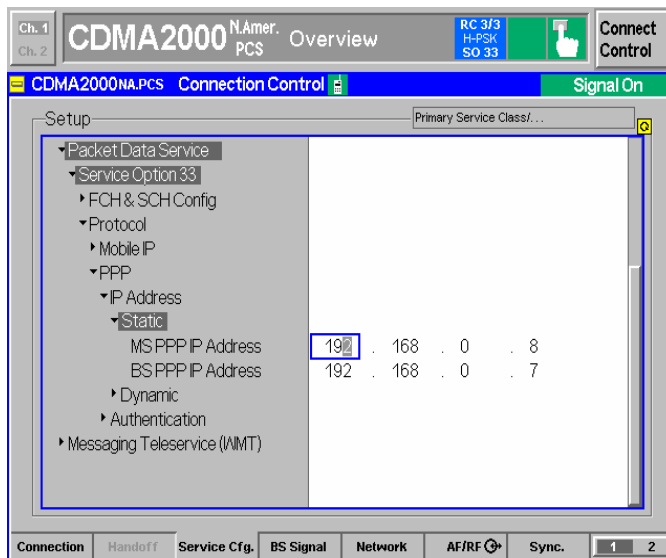 Ch. 1
Ch. 2
CDMA2000 N.Amer. PCS Overview
RC 3/3
H-PSK
SO 33
Connect
Control
CDMA2000 NA.PCS Connection Control
Signal On
Setup
Primary Service Class/...
Packet Data Service
Service Option 33
FCH & SCH Config
Protocol
Mobile IP
PPP
IP Address
Static
MS PPP IP Address 192 . 168 . 0 . 8
BS PPP IP Address 192 . 168 . 0 . 7
Dynamic
Authentication
Messaging Teleservice (WMT)
Connection Handoff Service Cfg. BS Signal Network AF/RF Sync. 1 2